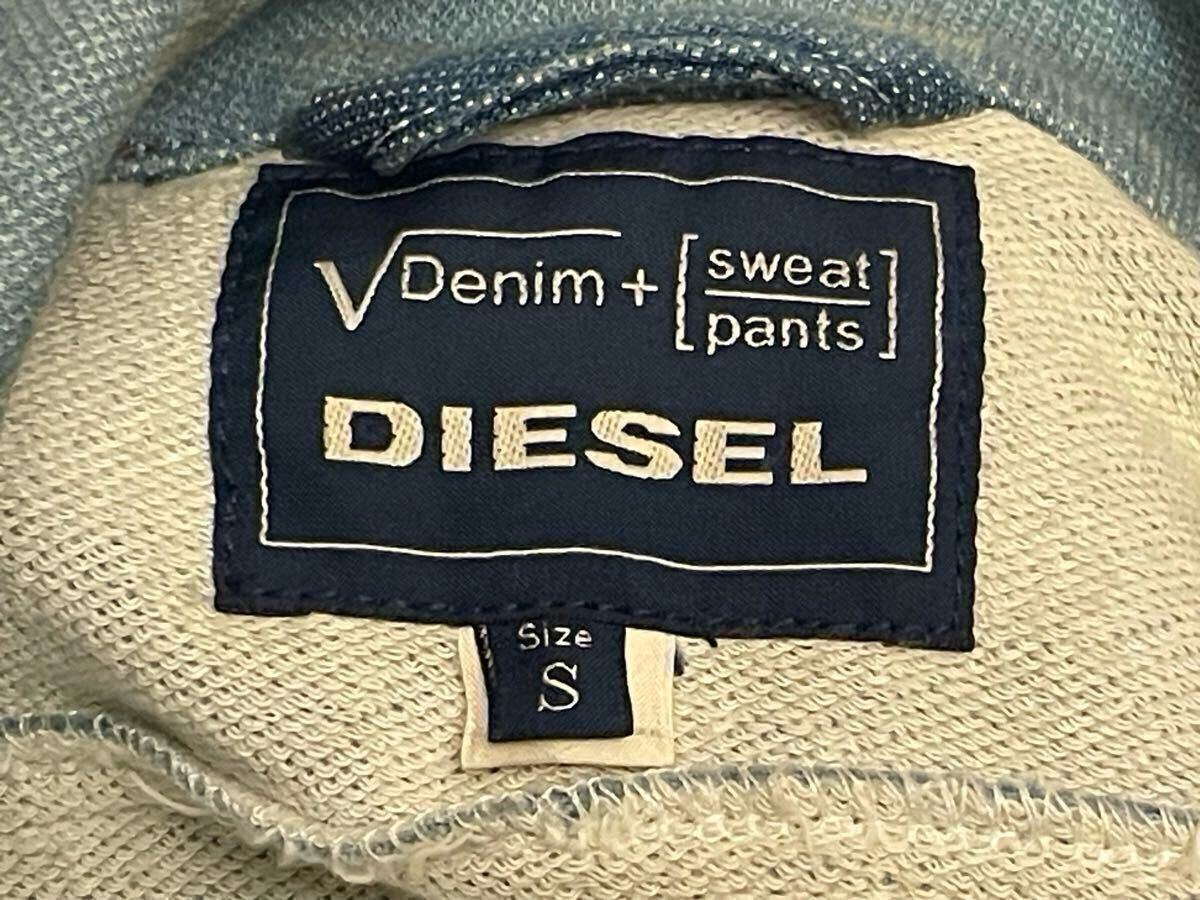 √Denim + [sweat
pants]
DIESEL
Size
S